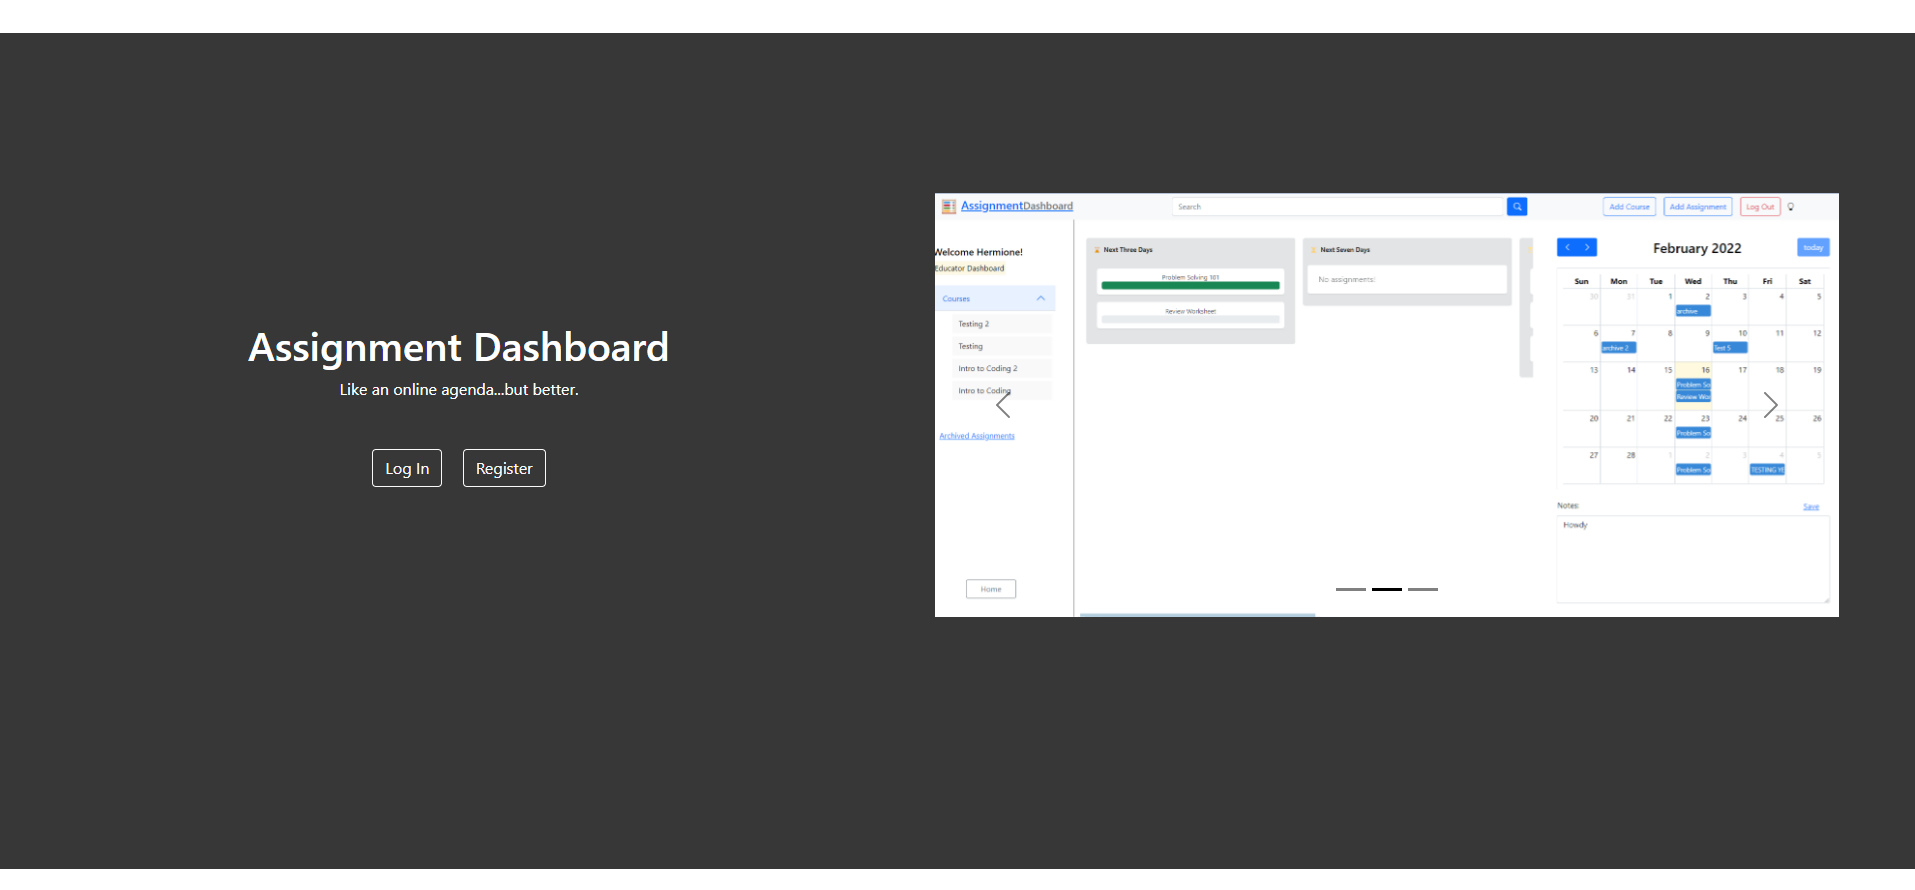 Assignment Dashboard
Like an online agenda...but better.
Log In Register
AssignmentDashboard
Search
Add Course Add Assignment Log Out
Welcome Hermione!
Educator Dashboard
Courses
Testing 2
Testing
Intro to Coding 2
Intro to Coding
Archived Assignments
Home
Next Three Days
Problem Solving 101
Review Worksheet
Next Seven Days
No assignments!
February 2022
today
Sun Mon Tue Wed Thu Fri Sat
30 31 1 2 3 4 5
archive
6 7 8 9 10 11 12
archive 2 Test 5
13 14 15 16 17 18 19
Problem So
Review Wor
20 21 22 23 24 25 26
Problem So
27 28 1 2 3 4 5
Problem So TESTING YE
Notes:
Save
Howdy